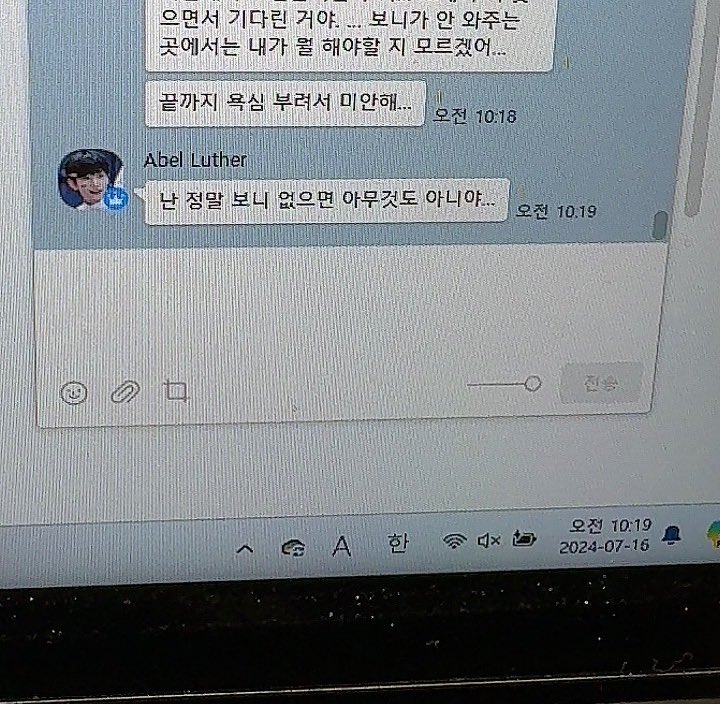 으면서 기다린 거야. ... 보니가 안 와주는
곳에서는 내가 뭘 해야할 지 모르겠어...
끝까지 욕심 부려서 미안해...
오전 10:18
Abel Luther
난 정말 보니 없으면 아무것도 아니야...
오전 10:19
전송
A 한
오전 10:19
2024-07-16